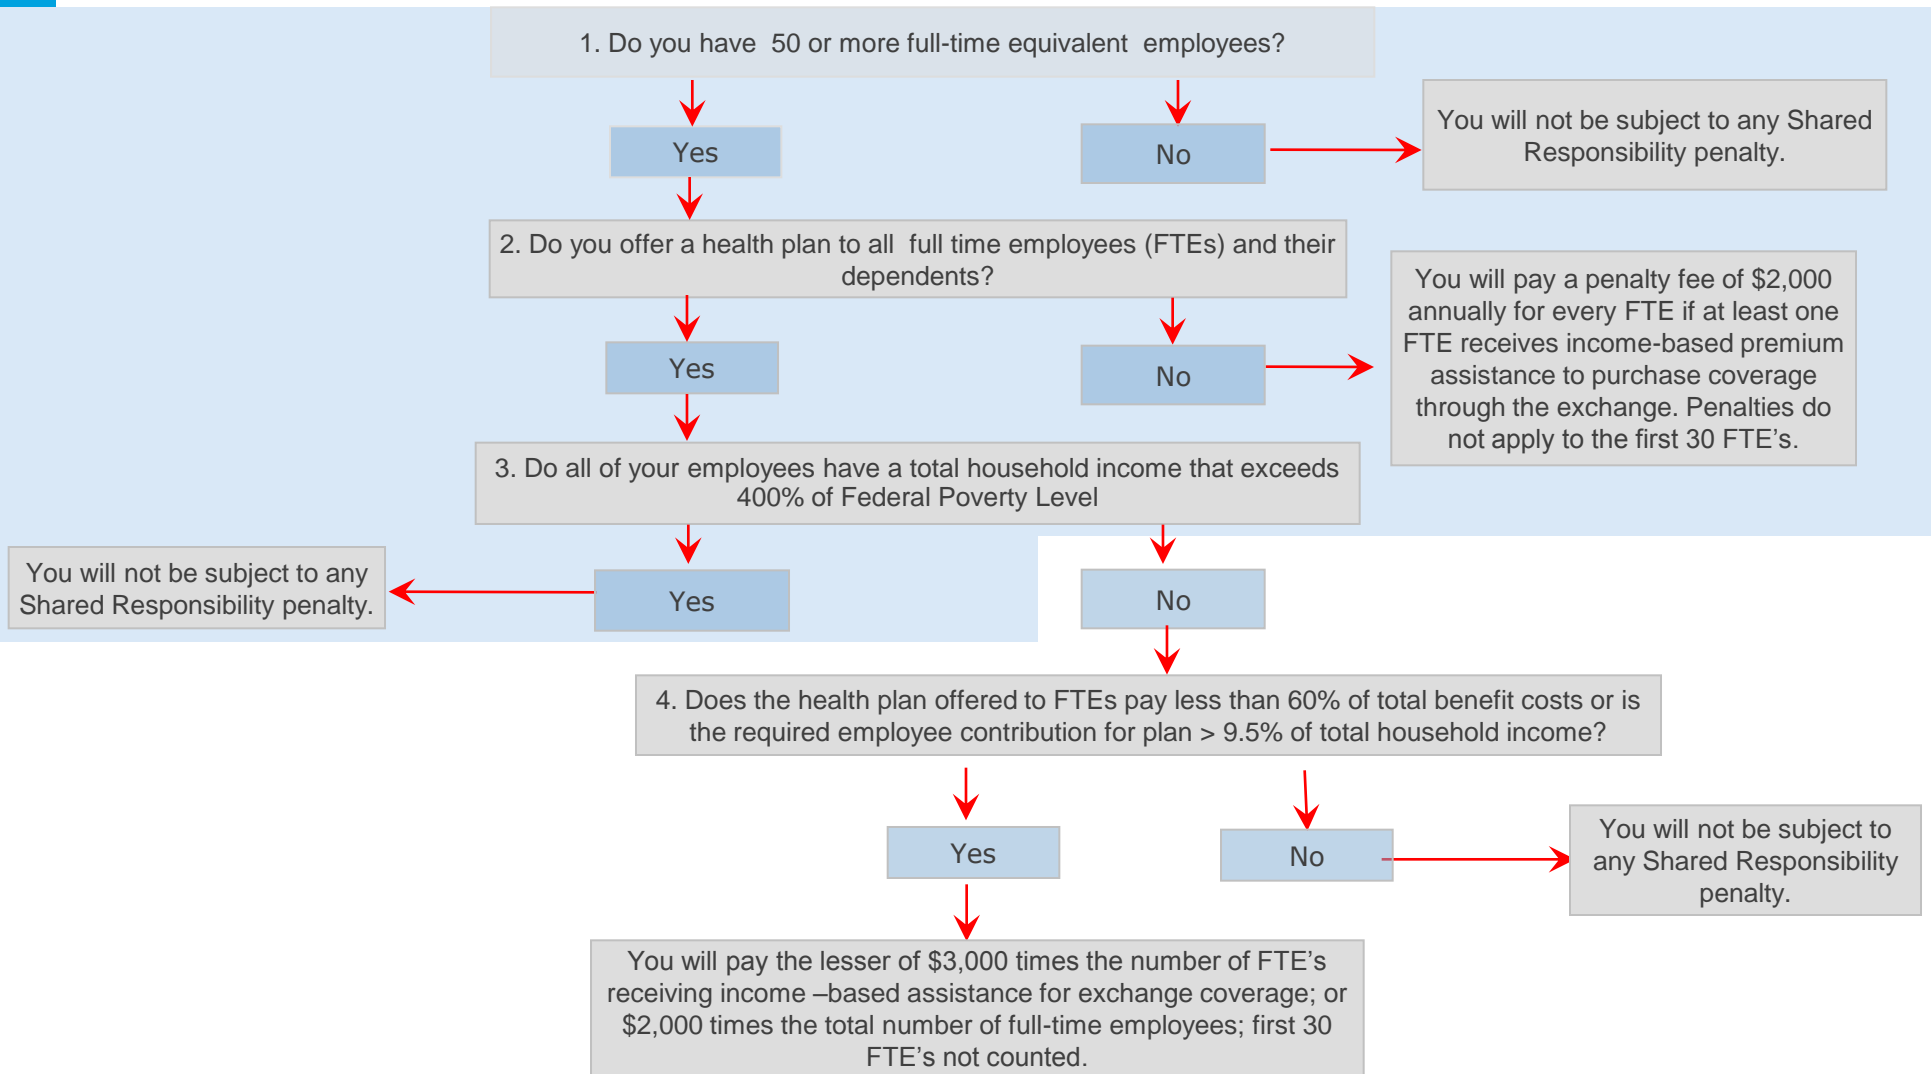 1. Do you have  50 or more full-time equivalent  employees?
Yes
No
You will not be subject to any Shared
Responsibility penalty.
2. Do you offer a health plan to all  full time employees (FTEs) and their
dependents?
Yes
No
You will pay a penalty fee of $2,000
annually for every FTE if at least one
FTE receives income-based premium
assistance to purchase coverage
through the exchange. Penalties do
not apply to the first 30 FTE’s.
3. Do all of your employees have a total household income that exceeds
400% of Federal Poverty Level
Yes
You will not be subject to any
Shared Responsibility penalty.
No
4. Does the health plan offered to FTEs pay less than 60% of total benefit costs or is
the required employee contribution for plan > 9.5% of total household income?
Yes
No
You will not be subject to
any Shared Responsibility
penalty.
You will pay the lesser of $3,000 times the number of FTE’s
receiving income –based assistance for exchange coverage; or
$2,000 times the total number of full-time employees; first 30
FTE’s not counted.